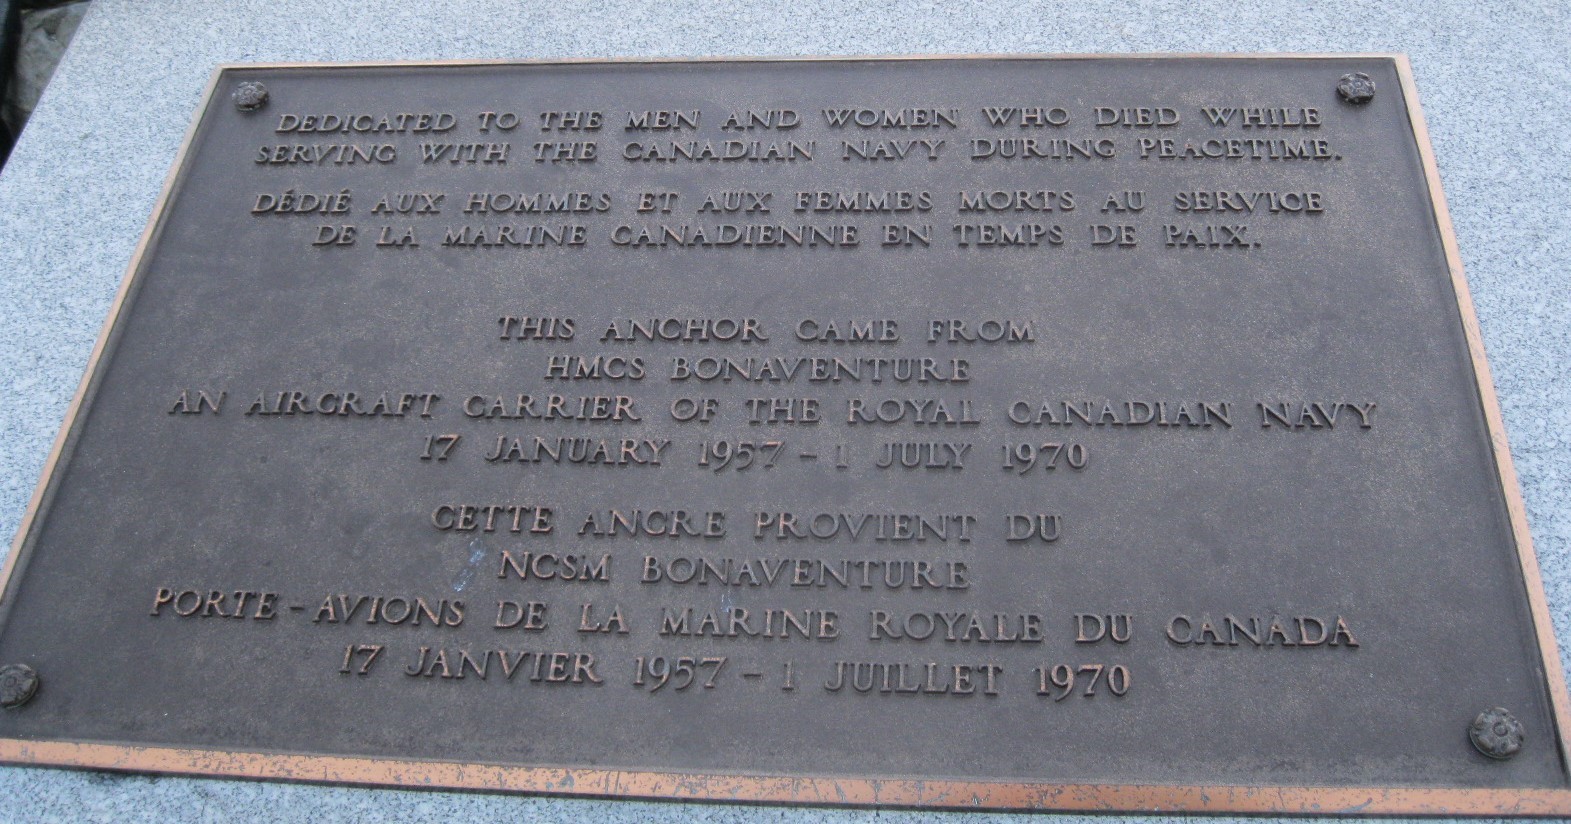 DEDICATED TO THE MEN AND WOMEN WHO DIED WHILE
SERVING WITH THE CANADIAN NAVY DURING PEACETIME.
DÉDIÉ AUX HOMMES ET AUX FEMMES MORTS AU SERVICE
DE LA MARINE CANADIENNE EN TEMPS DE PAIX.
THIS ANCHOR CAME FROM
HMCS BONAVENTURE
AN AIRCRAFT CARRIER OF THE ROYAL CANADIAN NAVY
17 JANUARY 1957 - 1 JULY 1970
CETTE ANCRE PROVIENT DU
NCSM BONAVENTURE
PORTE-AVIONS DE LA MARINE ROYALE DU CANADA
17 JANVIER 1957 - 1 JUILLET 1970